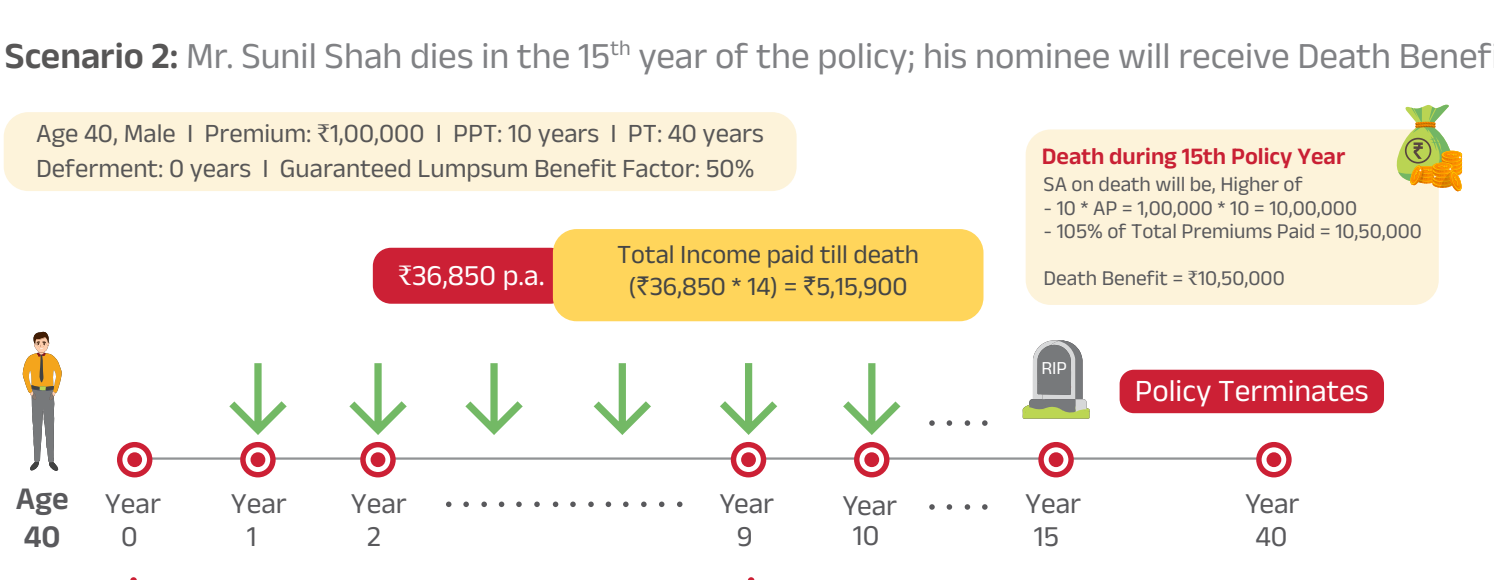 Scenario 2: Mr. Sunil Shah dies in the 15th year of the policy; his nominee will receive Death Benefi
Age 40, Male I Premium: ₹1,00,000 I PPT: 10 years I PT: 40 years
Deferment: 0 years I Guaranteed Lumpsum Benefit Factor: 50%
₹
Death during 15th Policy Year
SA on death will be, Higher of
- 10 * AP = 1,00,000 * 10 = 10,00,000
- 105% of Total Premiums Paid = 10,50,000
Death Benefit = ₹10,50,000
₹36,850 p.a.
Total Income paid till death
(₹36,850 * 14) = ₹5,15,900
RIP
Policy Terminates
Age
40
Year
0
Year
1
Year
2
...............
Year
9
Year
10
....
Year
15
Year
40